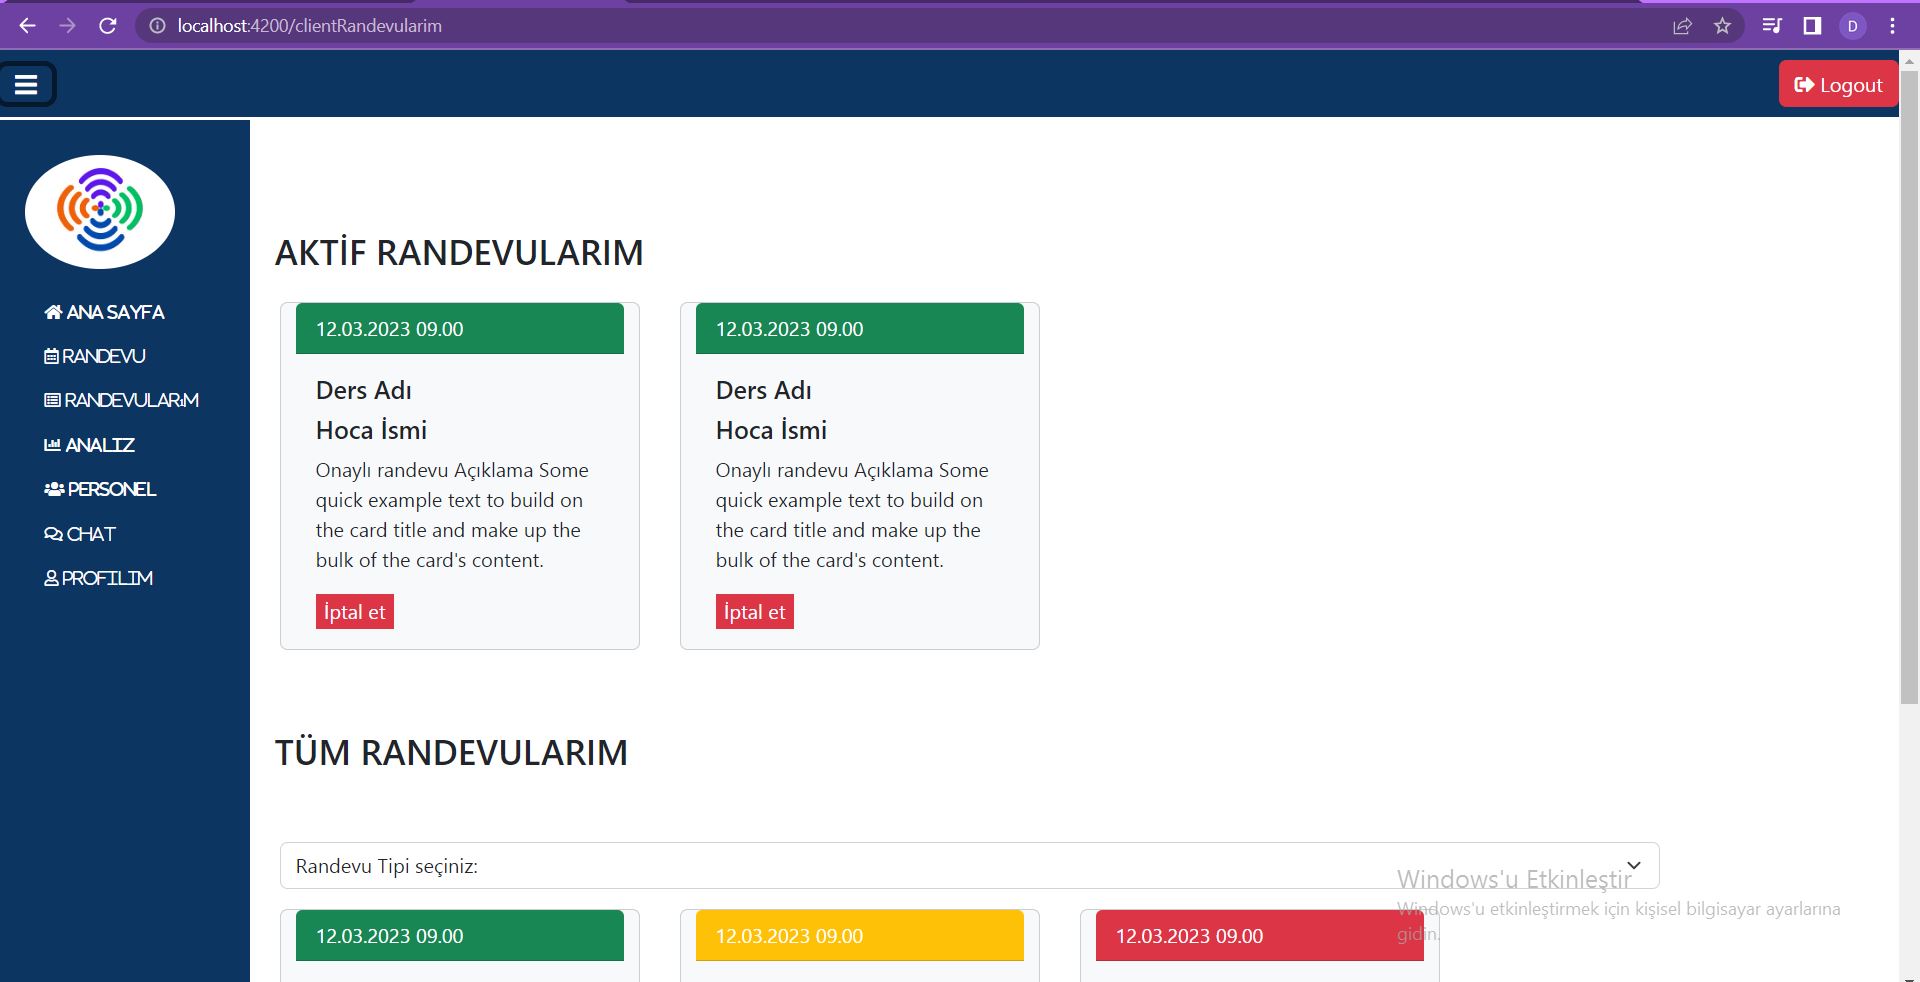 localhost:4200/clientRandevularim
D
Logout
ANA SAYFA
RANDEVU
RANDEVULARıM
ANALIZ
PERSONEL
CHAT
PROFILIM
AKTİF RANDEVULARIM
12.03.2023 09.00
Ders Adı
Hoca İsmi
Onaylı randevu Açıklama Some
quick example text to build on
the card title and make up the
bulk of the card's content.
İptal et
12.03.2023 09.00
Ders Adı
Hoca İsmi
Onaylı randevu Açıklama Some
quick example text to build on
the card title and make up the
bulk of the card's content.
İptal et
TÜM RANDEVULARIM
Randevu Tipi seçiniz:
12.03.2023 09.00
12.03.2023 09.00
12.03.2023 09.00
Windows'u Etkinleştir
Windows'u etkinleştirmek için kişisel bilgisayar ayarlarına
gidin.